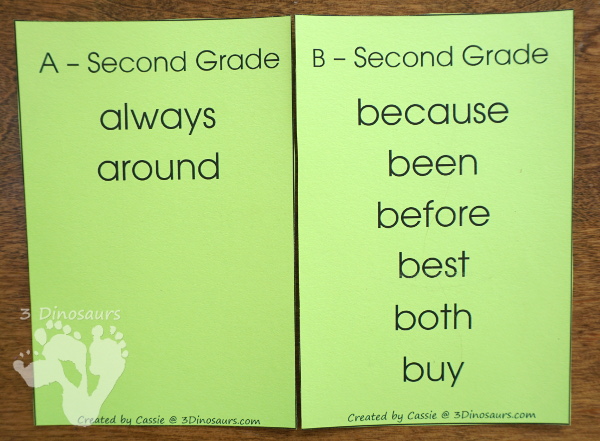 A – Second Grade
always
around
3 Dinosaurs
Created by Cassie @ 3Dinosaurs.com
B – Second Grade
because
been
before
best
both
buy
Created by Cassie @ 3Dinosaurs.com